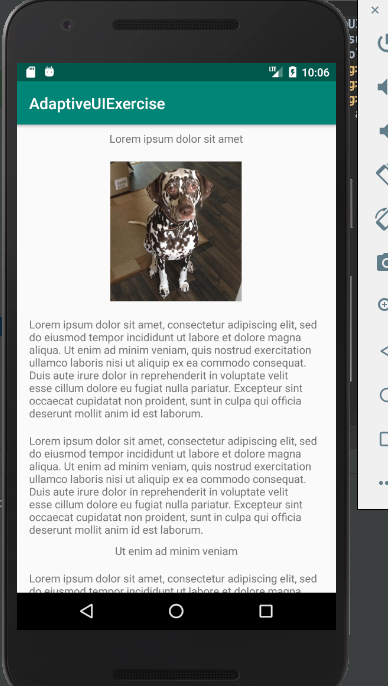 LTE 10:06
AdaptiveUIExercise
Lorem ipsum dolor sit amet
Lorem ipsum dolor sit amet, consectetur adipiscing elit, sed
do eiusmod tempor incididunt ut labore et dolore magna
aliqua. Ut enim ad minim veniam, quis nostrud exercitation
ullamco laboris nisi ut aliquip ex ea commodo consequat.
Duis aute irure dolor in reprehenderit in voluptate velit
esse cillum dolore eu fugiat nulla pariatur. Excepteur sint
occaecat cupidatat non proident, sunt in culpa qui officia
deserunt mollit anim id est laborum.
Lorem ipsum dolor sit amet, consectetur adipiscing elit, sed
do eiusmod tempor incididunt ut labore et dolore magna
aliqua. Ut enim ad minim veniam, quis nostrud exercitation
ullamco laboris nisi ut aliquip ex ea commodo consequat.
Duis aute irure dolor in reprehenderit in voluptate velit
esse cillum dolore eu fugiat nulla pariatur. Excepteur sint
occaecat cupidatat non proident, sunt in culpa qui officia
deserunt mollit anim id est laborum.
Ut enim ad minim veniam
Lorem ipsum dolor sit amet, consectetur adipiscing elit, sed
do eiusmod tempor incididunt ut labore et dolore magna